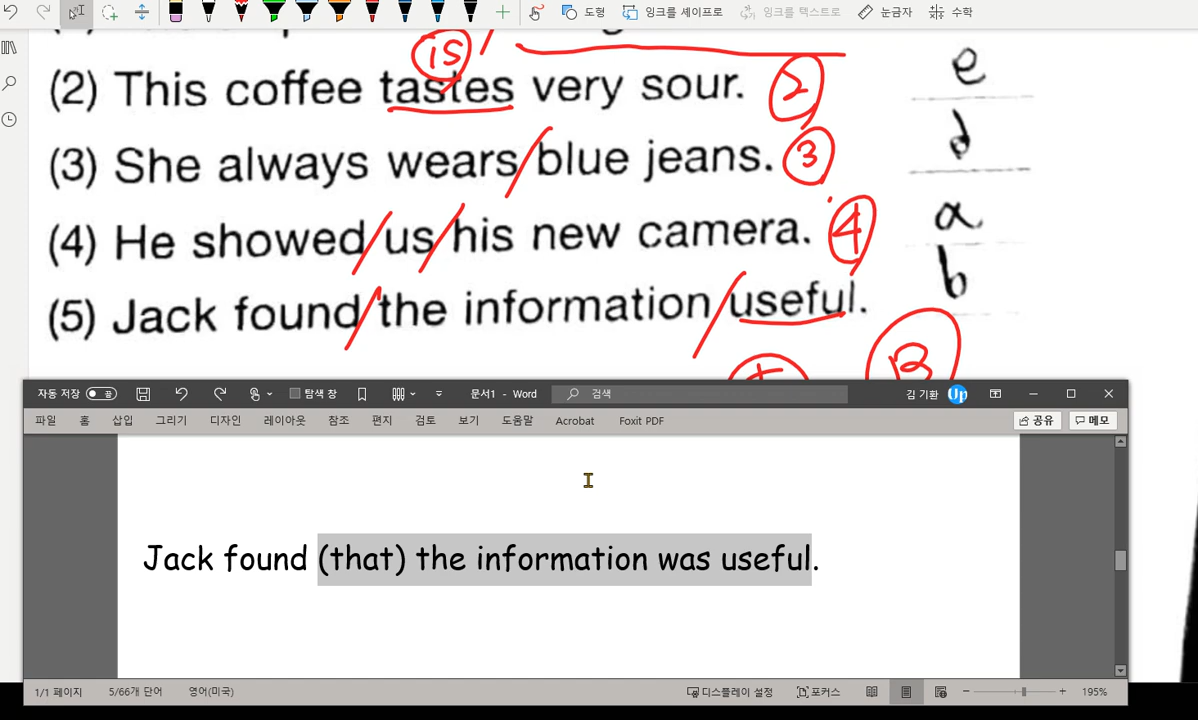 도형 잉크를 셰이프로 잉크를 텍스트로 눈금자 수학
is
(2) This coffee tastes very sour. 2 e
(3) She always wears/blue jeans. 3 d
(4) He showed/us/his new camera. 4 a
(5) Jack found/the information/useful. b
B
자동 저장 끔 탐색 창 문서1 - Word 검색 김 기환 Up
파일 홈 삽입 그리기 디자인 레이아웃 참조 편지 검토 보기 도움말 Acrobat Foxit PDF 공유 메모
Jack found (that) the information was useful.
1/1 페이지 5/66개 단어 영어(미국) 디스플레이 설정 포커스 195%